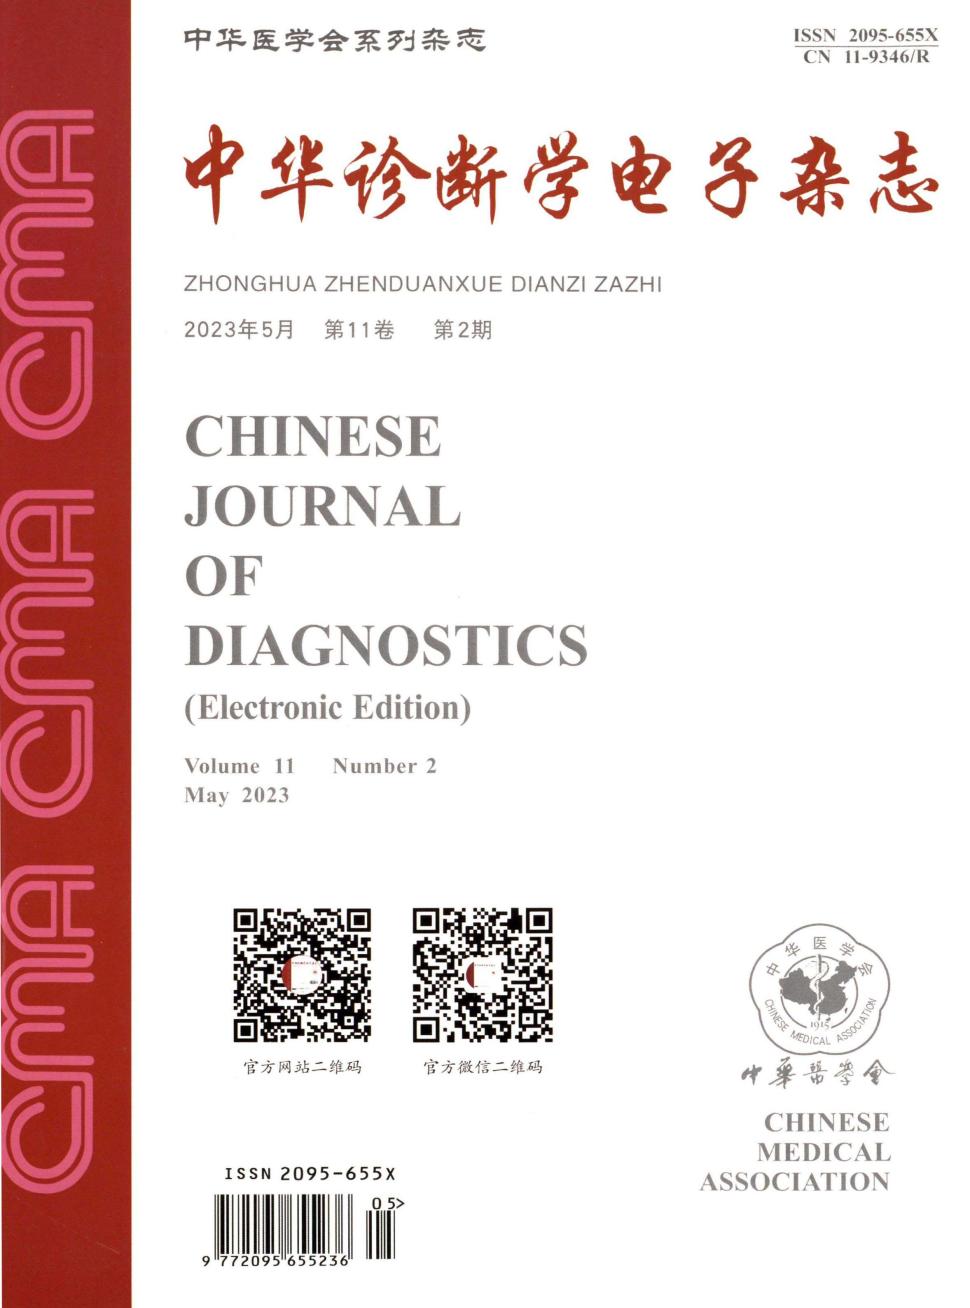 中华医学会系列杂志
ISSN 2095-655X
CN 11-9346/R
中华诊断学电子杂志
ZHONGHUA ZHENDUANXUE DIANZI ZAZHI
2023年5月 第11卷 第2期
CHINESE
JOURNAL
OF
DIAGNOSTICS
(Electronic Edition)
Volume 11 Number 2
May 2023
CMA CMA CMA
官方网站二维码
官方微信二维码
中华医学会
1915
CHINESE MEDICAL ASSOCIATION
中華醫學會
CHINESE
MEDICAL
ASSOCIATION
ISSN 2095-655X
05>
9 772095 655236